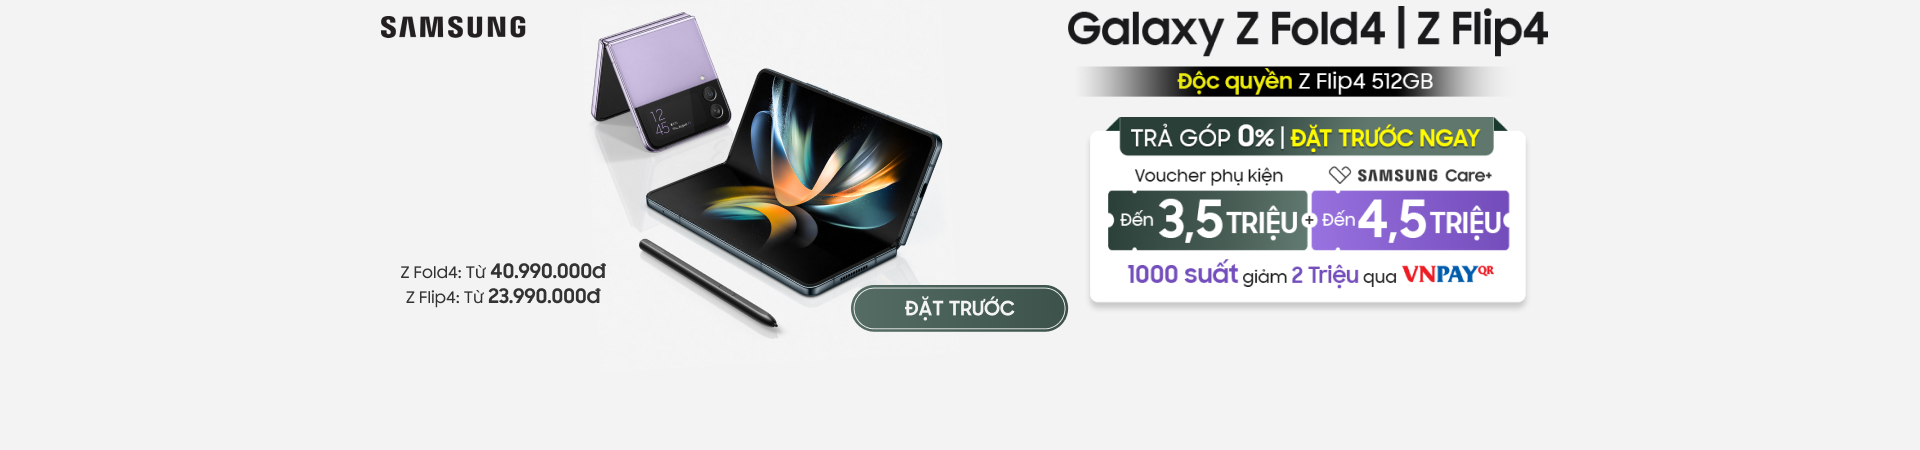 SAMSUNG
Galaxy Z Fold4 | Z Flip4
Độc quyền Z Flip4 512GB
TRẢ GÓP 0% | ĐẶT TRƯỚC NGAY
Voucher phụ kiện
SAMSUNG Care+
Đến 3,5 TRIỆU + Đến 4,5 TRIỆU
1000 suất giảm 2 Triệu qua VNPAYQR
Z Fold4: Từ 40.990.000đ
Z Flip4: Từ 23.990.000đ
ĐẶT TRƯỚC
12
45